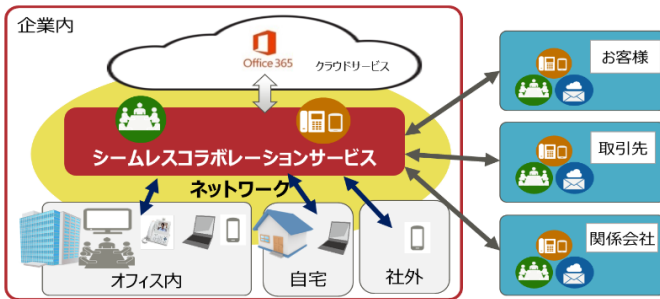 企業内
Office 365
クラウドサービス
シームレスコラボレーションサービス
ネットワーク
オフィス内
自宅
社外
お客様
取引先
関係会社